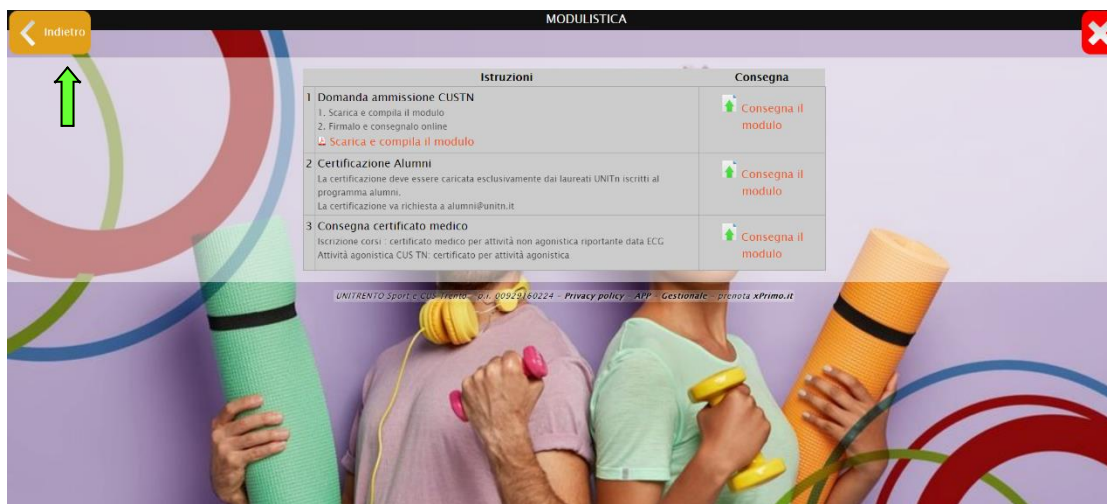 MODULISTICA
Indietro
Istruzioni Consegna
1 Domanda ammissione CUSTN
1. Scarica e compila il modulo
2. Firmalo e consegnalo online
Scarica e compila il modulo
Consegna il
modulo
2 Certificazione Alumni
La certificazione deve essere caricata esclusivamente dai laureati UNITn iscritti al
programma alumni.
La certificazione va richiesta a alumni@unitn.it
Consegna il
modulo
3 Consegna certificato medico
Iscrizione corsi : certificato medico per attività non agonistica riportante data ECG
Attività agonistica CUS TN: certificato per attività agonistica
Consegna il
modulo
UNITRENTO Sport e CUS Trento - p.i. 00929160224 - Privacy policy - APP - Gestionale - prenota xPrimo.it